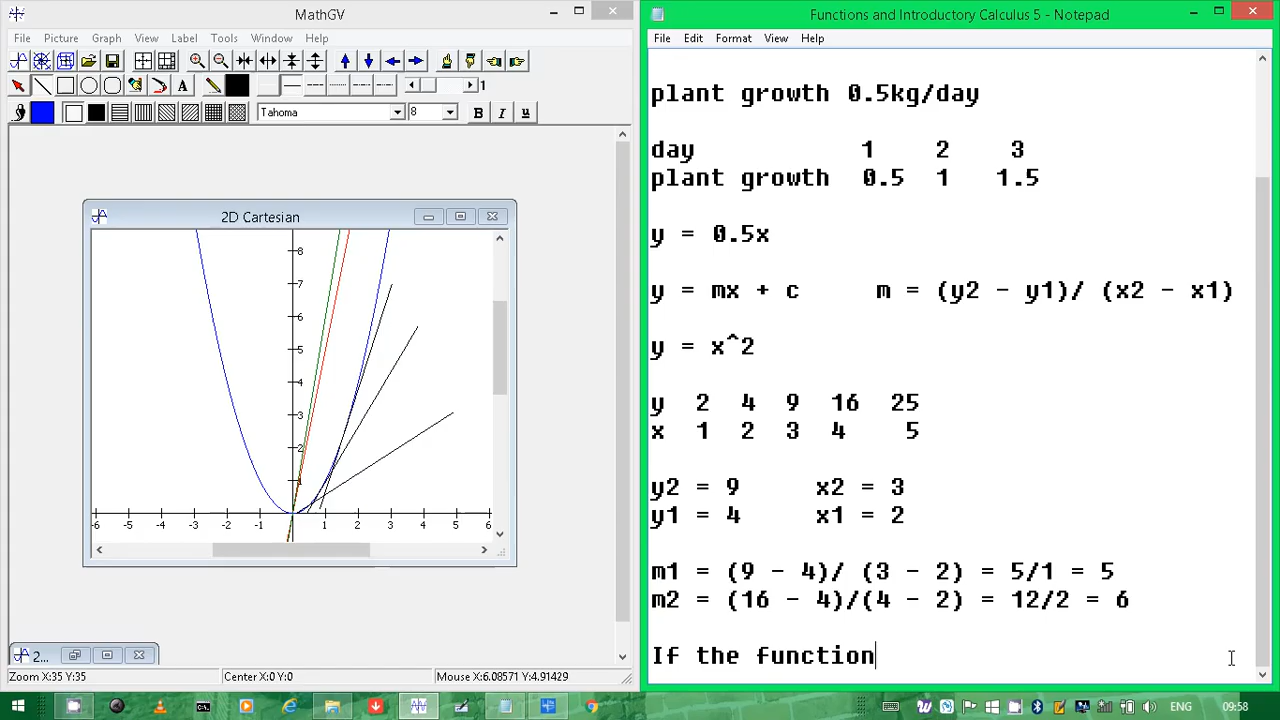 MathGV
File Picture Graph View Label Tools Window Help
A
1
Tahoma
8
B I U
2D Cartesian
8
7
6
5
4
3
2
1
-6 -5 -4 -3 -2 -1 1 2 3 4 5 6
2...
Zoom X:35 Y:35
Center X:0 Y:0
Mouse X:6.08571 Y:4.91429
Functions and Introductory Calculus 5 - Notepad
File Edit Format View Help
plant growth 0.5kg/day
day 1 2 3
plant growth 0.5 1 1.5
y = 0.5x
y = mx + c m = (y2 - y1)/ (x2 - x1)
y = x^2
y 2 4 9 16 25
x 1 2 3 4 5
y2 = 9 x2 = 3
y1 = 4 x1 = 2
m1 = (9 - 4)/ (3 - 2) = 5/1 = 5
m2 = (16 - 4)/(4 - 2) = 12/2 = 6
If the function
ENG
09:58